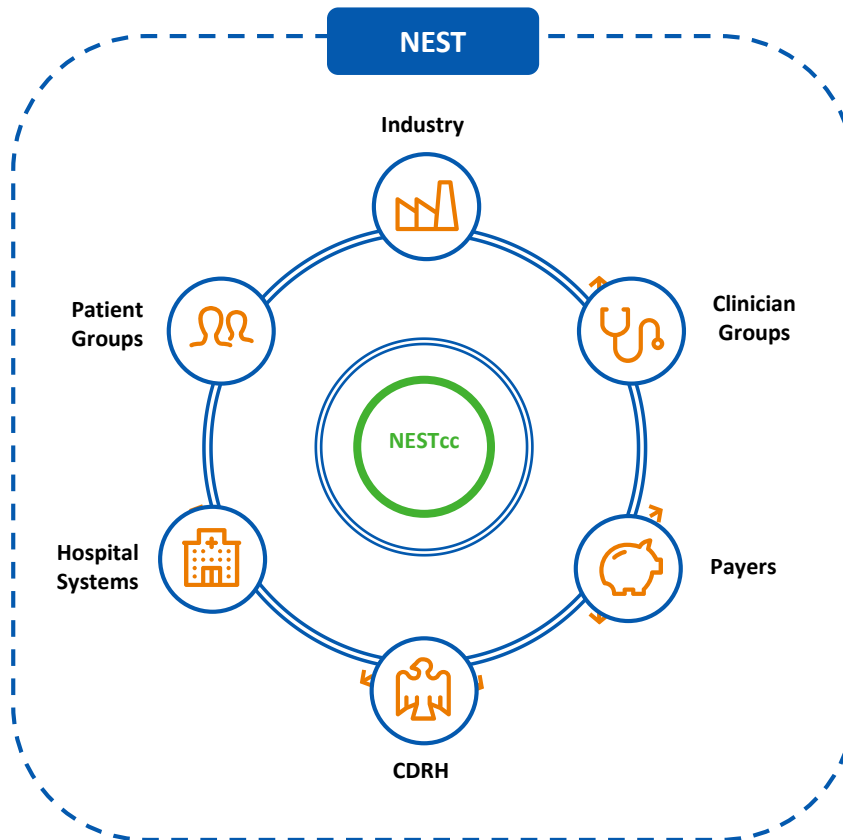 NEST
Industry
Patient
Groups
Clinician
Groups
NESTcc
Hospital
Systems
Payers
CDRH